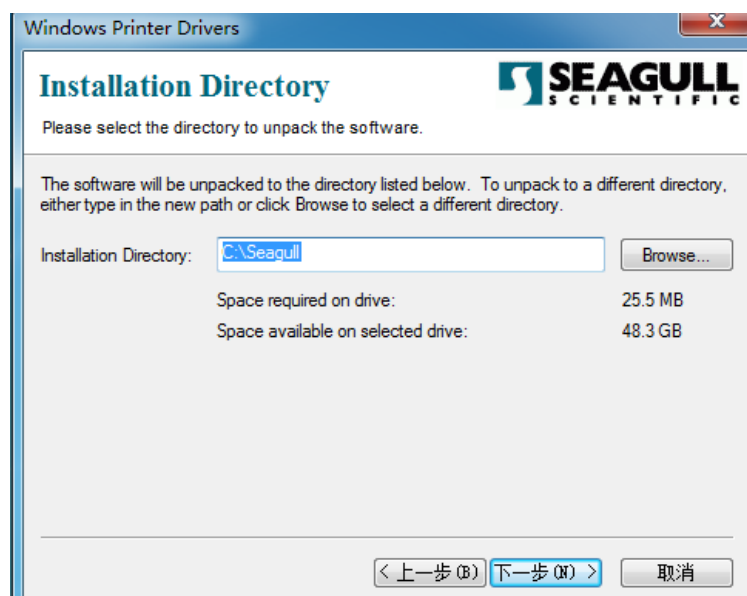 Windows Printer Drivers
Installation Directory
SEAGULL
SCIENTIFIC
Please select the directory to unpack the software.
The software will be unpacked to the directory listed below. To unpack to a different directory,
either type in the new path or click Browse to select a different directory.
Installation Directory: C:\Seagull Browse...
Space required on drive: 25.5 MB
Space available on selected drive: 48.3 GB
< 上一步(B) 下一步(N) > 取消